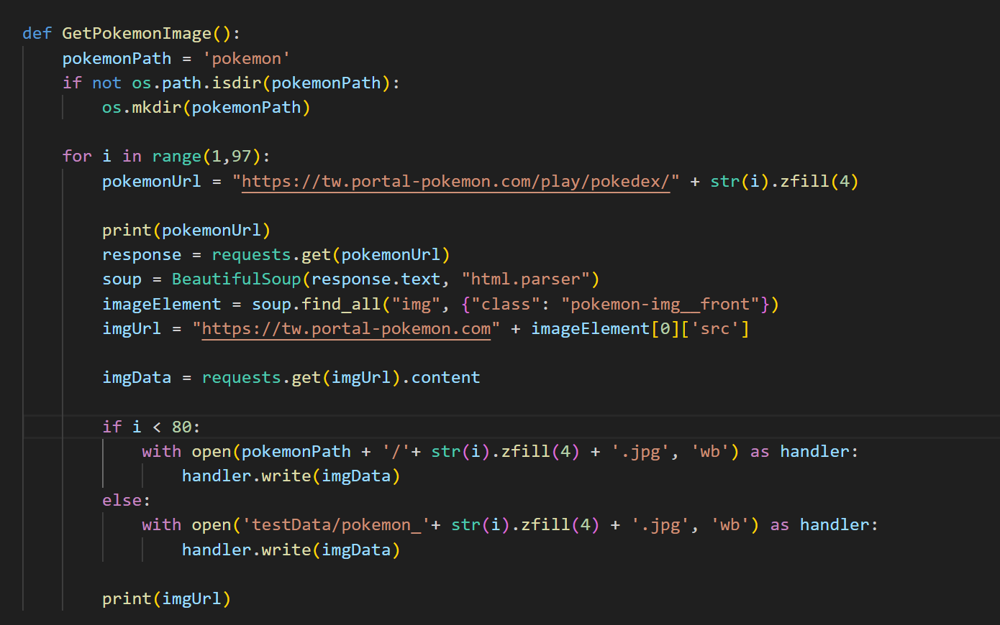 def GetPokemonImage():
    pokemonPath = 'pokemon'
    if not os.path.isdir(pokemonPath):
        os.mkdir(pokemonPath)

    for i in range(1,97):
        pokemonUrl = "https://tw.portal-pokemon.com/play/pokedex/" + str(i).zfill(4)

        print(pokemonUrl)
        response = requests.get(pokemonUrl)
        soup = BeautifulSoup(response.text, "html.parser")
        imageElement = soup.find_all("img", {"class": "pokemon-img__front"})
        imgUrl = "https://tw.portal-pokemon.com" + imageElement[0]['src']

        imgData = requests.get(imgUrl).content

        if i < 80:
            with open(pokemonPath + '/'+ str(i).zfill(4) + '.jpg', 'wb') as handler:
                handler.write(imgData)
        else:
            with open('testData/pokemon_'+ str(i).zfill(4) + '.jpg', 'wb') as handler:
                handler.write(imgData)

        print(imgUrl)